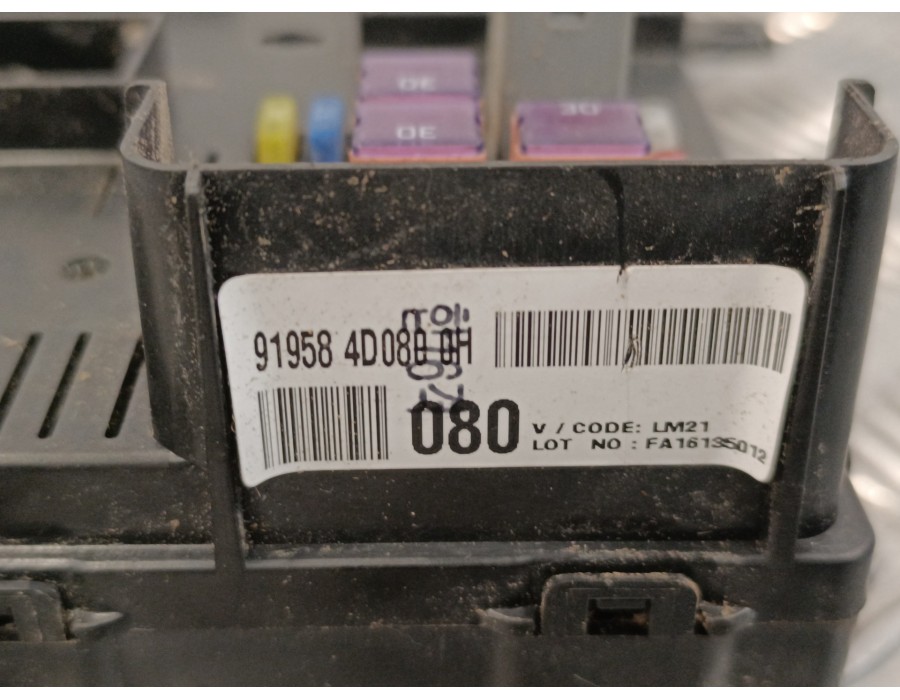 30
30
30
91958 4D080 0H
080
V / CODE: LM21
LOT NO : FA16135012